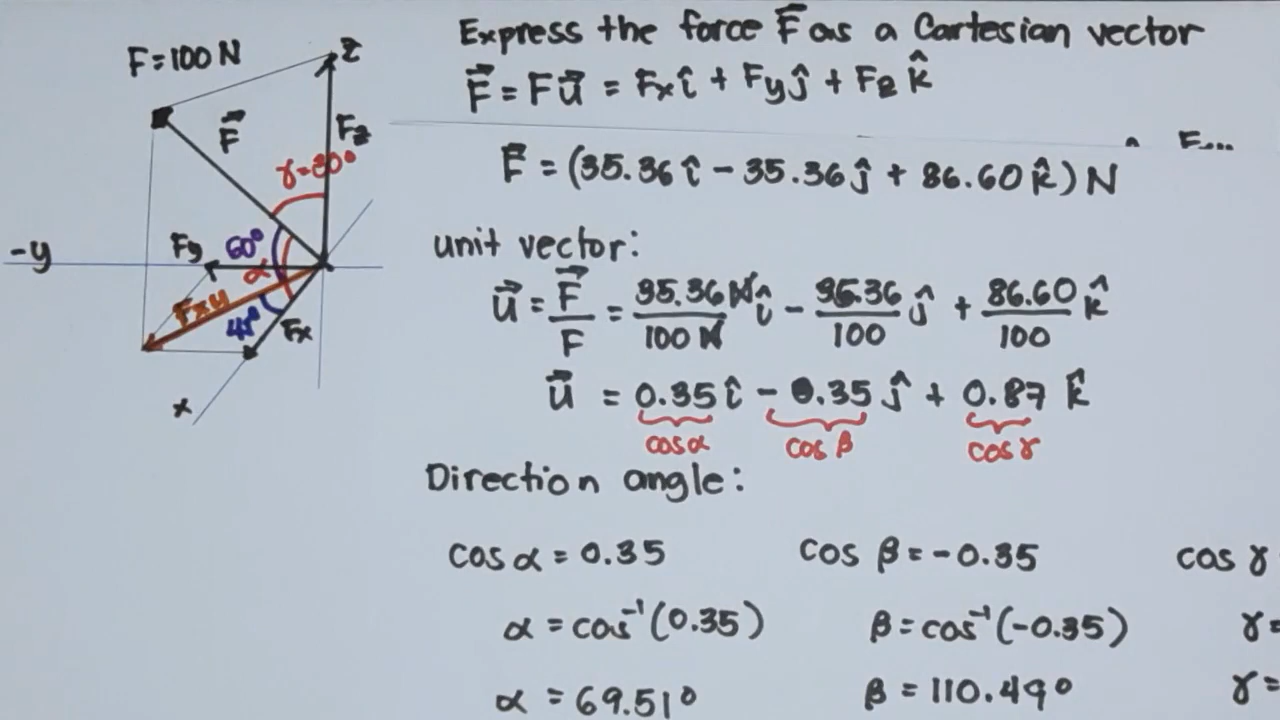 Express the force F⃗ as a Cartesian vector
F⃗ = Fu⃗ = Fxî + Fyĵ + Fz k̂
F = 100 N
z
F⃗
Fz
γ=30°
-y
Fy
60°
α
Fxy
45°
Fx
x
F⃗ = (35.36 î - 35.36 ĵ + 86.60 k̂) N
unit vector:
u⃗ = F⃗/F = 35.36 N/100 N î - 35.36/100 ĵ + 86.60/100 k̂
u⃗ = 0.35 î - 0.35 ĵ + 0.87 k̂
cos α cos β cos γ
Direction angle:
cos α = 0.35 cos β = -0.35 cos γ
α = cos⁻¹(0.35) β = cos⁻¹(-0.35) γ=
α = 69.51° β = 110.49° γ=